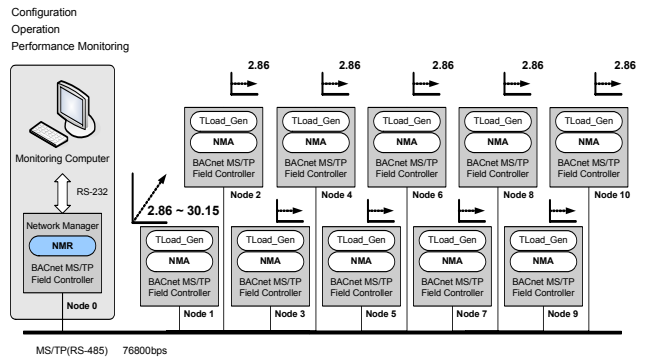 Configuration
Operation
Performance Monitoring
2.86
2.86
2.86
2.86
2.86
TLoad_Gen
NMA
BACnet MS/TP
Field Controller
Node 2
TLoad_Gen
NMA
BACnet MS/TP
Field Controller
Node 4
TLoad_Gen
NMA
BACnet MS/TP
Field Controller
Node 6
TLoad_Gen
NMA
BACnet MS/TP
Field Controller
Node 8
TLoad_Gen
NMA
BACnet MS/TP
Field Controller
Node 10
Monitoring Computer
RS-232
Network Manager
NMR
BACnet MS/TP
Field Controller
Node 0
2.86 ~ 30.15
TLoad_Gen
NMA
BACnet MS/TP
Field Controller
Node 1
TLoad_Gen
NMA
BACnet MS/TP
Field Controller
Node 3
TLoad_Gen
NMA
BACnet MS/TP
Field Controller
Node 5
TLoad_Gen
NMA
BACnet MS/TP
Field Controller
Node 7
TLoad_Gen
NMA
BACnet MS/TP
Field Controller
Node 9
MS/TP(RS-485) 76800bps